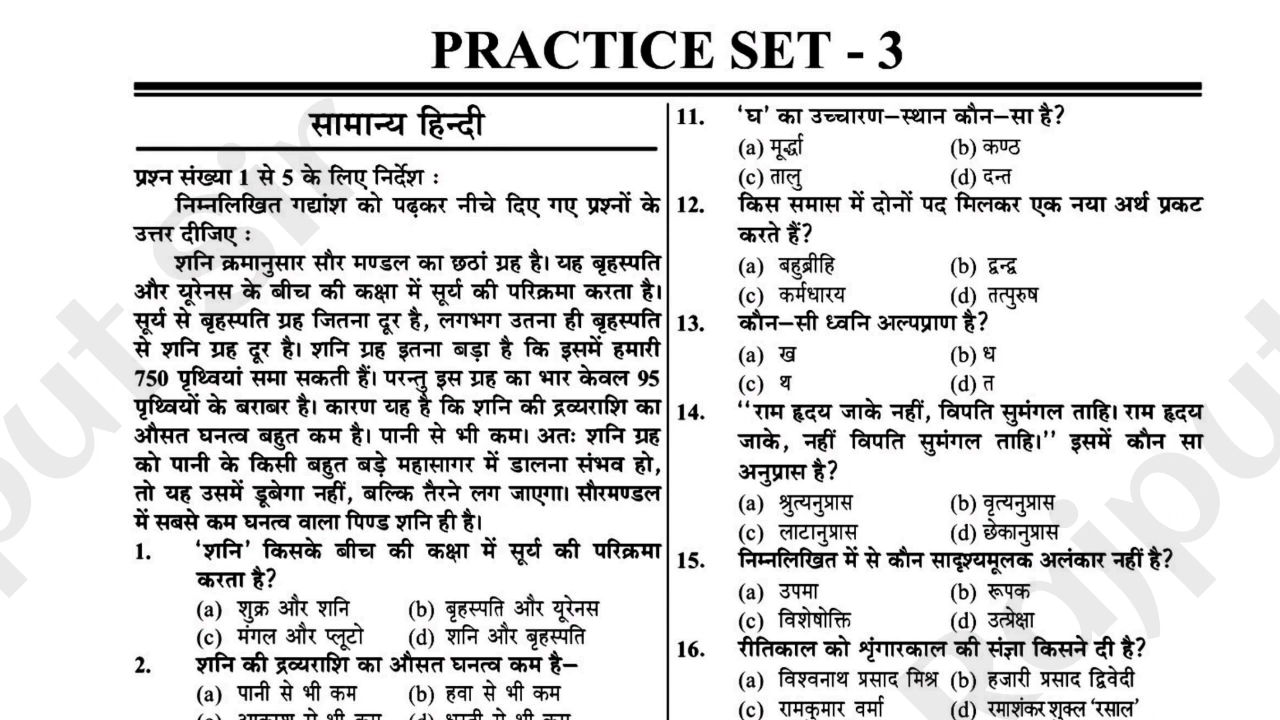 PRACTICE SET - 3
सामान्य हिन्दी
प्रश्न संख्या 1 से 5 के लिए निर्देश :
निम्नलिखित गद्यांश को पढ़कर नीचे दिए गए प्रश्नों के
उत्तर दीजिए :
शनि क्रमानुसार सौर मण्डल का छठां ग्रह है। यह बृहस्पति
और यूरेनस के बीच की कक्षा में सूर्य की परिक्रमा करता है।
सूर्य से बृहस्पति ग्रह जितना दूर है, लगभग उतना ही बृहस्पति
से शनि ग्रह दूर है। शनि ग्रह इतना बड़ा है कि इसमें हमारी
750 पृथ्वियां समा सकती हैं। परन्तु इस ग्रह का भार केवल 95
पृथ्वियों के बराबर है। कारण यह है कि शनि की द्रव्यराशि का
औसत घनत्व बहुत कम है। पानी से भी कम। अतः शनि ग्रह
को पानी के किसी बहुत बड़े महासागर में डालना संभव हो,
तो यह उसमें डूबेगा नहीं, बल्कि तैरने लग जाएगा। सौरमण्डल
में सबसे कम घनत्व वाला पिण्ड शनि ही है।
1. 'शनि' किसके बीच की कक्षा में सूर्य की परिक्रमा
करता है?
(a) शुक्र और शनि (b) बृहस्पति और यूरेनस
(c) मंगल और प्लूटो (d) शनि और बृहस्पति
2. शनि की द्रव्यराशि का औसत घनत्व कम है–
(a) पानी से भी कम (b) हवा से भी कम
11. 'घ' का उच्चारण–स्थान कौन–सा है?
(a) मूर्द्धा (b) कण्ठ
(c) तालु (d) दन्त
12. किस समास में दोनों पद मिलकर एक नया अर्थ प्रकट
करते हैं?
(a) बहुब्रीहि (b) द्वन्द्व
(c) कर्मधारय (d) तत्पुरुष
13. कौन–सी ध्वनि अल्पप्राण है?
(a) ख (b) ध
(c) थ (d) त
14. ''राम हृदय जाके नहीं, विपति सुमंगल ताहि। राम हृदय
जाके, नहीं विपति सुमंगल ताहि।'' इसमें कौन सा
अनुप्रास है?
(a) श्रुत्यनुप्रास (b) वृत्यनुप्रास
(c) लाटानुप्रास (d) छेकानुप्रास
15. निम्नलिखित में से कौन सादृश्यमूलक अलंकार नहीं है?
(a) उपमा (b) रूपक
(c) विशेषोक्ति (d) उत्प्रेक्षा
16. रीतिकाल को शृंगारकाल की संज्ञा किसने दी है?
(a) विश्वनाथ प्रसाद मिश्र (b) हजारी प्रसाद द्विवेदी
(c) रामकुमार वर्मा (d) रमाशंकर शुक्ल 'रसाल'